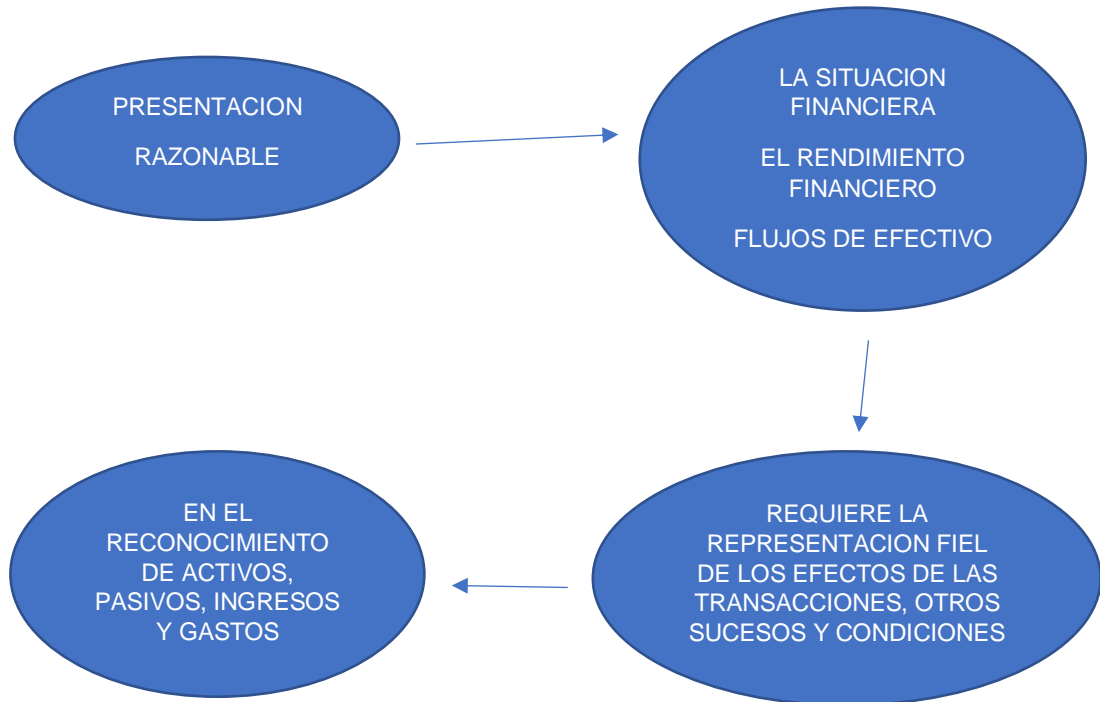 PRESENTACION
RAZONABLE
LA SITUACION
FINANCIERA
EL RENDIMIENTO
FINANCIERO
FLUJOS DE EFECTIVO
REQUIERE LA
REPRESENTACION FIEL
DE LOS EFECTOS DE LAS
TRANSACCIONES, OTROS
SUCESOS Y CONDICIONES
EN EL
RECONOCIMIENTO
DE ACTIVOS,
PASIVOS, INGRESOS
Y GASTOS